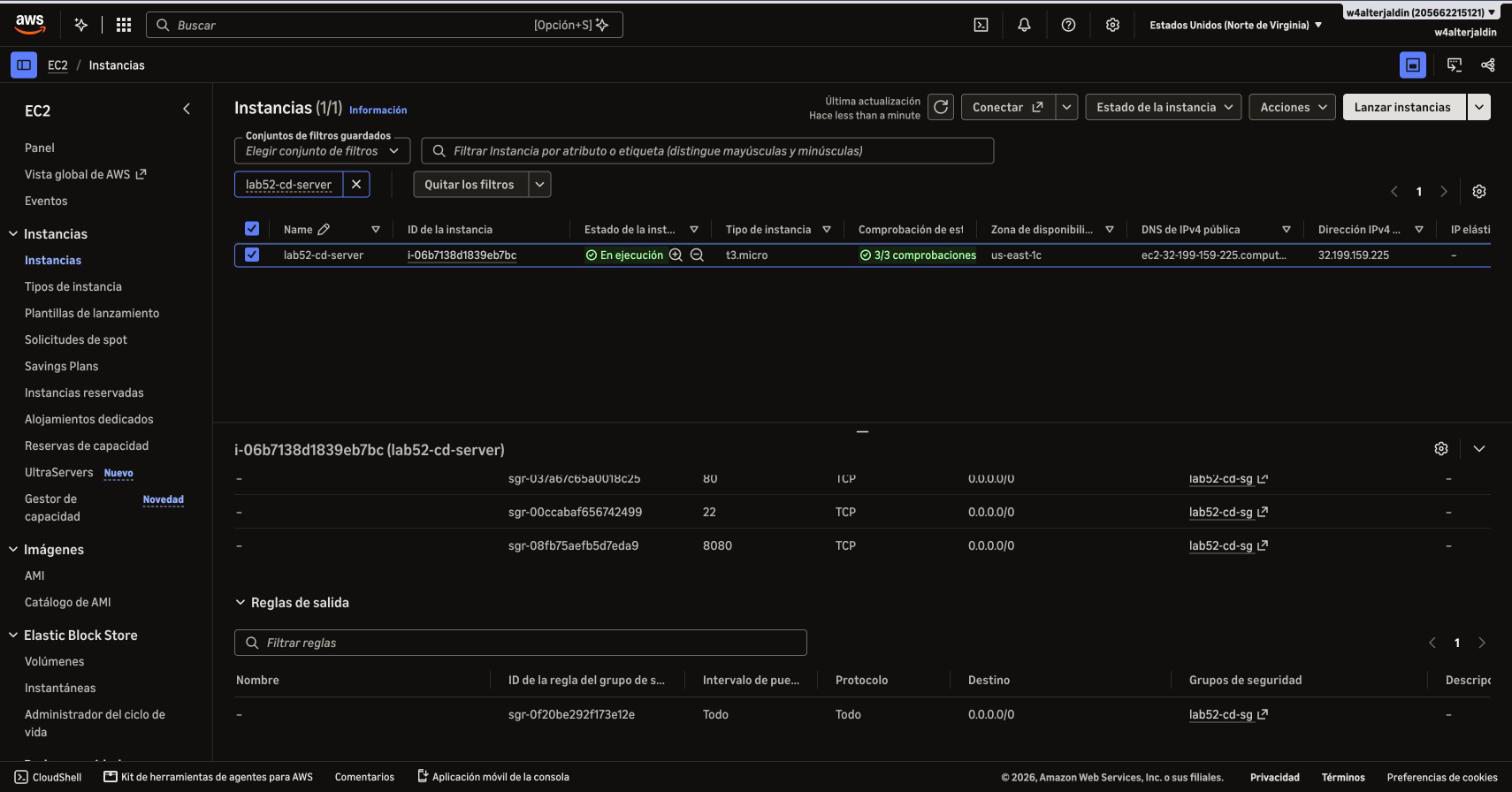 aws
Buscar
[Opción+S]
Estados Unidos (Norte de Virginia)
w4alterjaldin (205662215121)
w4alterjaldin
EC2 / Instancias
EC2
Panel
Vista global de AWS
Eventos
Instancias
Instancias
Tipos de instancia
Plantillas de lanzamiento
Solicitudes de spot
Savings Plans
Instancias reservadas
Alojamientos dedicados
Reservas de capacidad
UltraServers Nuevo
Gestor de capacidad Novedad
Imágenes
AMI
Catálogo de AMI
Elastic Block Store
Volúmenes
Instantáneas
Administrador del ciclo de vida
Instancias (1/1) Información
Última actualización
Hace less than a minute
Conectar
Estado de la instancia
Acciones
Lanzar instancias
Conjuntos de filtros guardados
Elegir conjunto de filtros
Filtrar Instancia por atributo o etiqueta (distingue mayúsculas y minúsculas)
lab52-cd-server
Quitar los filtros
1
Name ID de la instancia Estado de la inst... Tipo de instancia Comprobación de est Zona de disponibili... DNS de IPv4 pública Dirección IPv4 ... IP elásti
lab52-cd-server i-06b7138d1839eb7bc En ejecución t3.micro 3/3 comprobaciones us-east-1c ec2-32-199-159-225.comput... 32.199.159.225 –
i-06b7138d1839eb7bc (lab52-cd-server)
– sgr-037a67c65a0018c25 80 TCP 0.0.0.0/0 lab52-cd-sg –
– sgr-00ccabaf656742499 22 TCP 0.0.0.0/0 lab52-cd-sg –
– sgr-08fb75aefb5d7eda9 8080 TCP 0.0.0.0/0 lab52-cd-sg –
Reglas de salida
Filtrar reglas
1
Nombre ID de la regla del grupo de s... Intervalo de pue... Protocolo Destino Grupos de seguridad Descripc
– sgr-0f20be292f173e12e Todo Todo 0.0.0.0/0 lab52-cd-sg –
CloudShell Kit de herramientas de agentes para AWS Comentarios Aplicación móvil de la consola © 2026, Amazon Web Services, Inc. o sus filiales. Privacidad Términos Preferencias de cookies